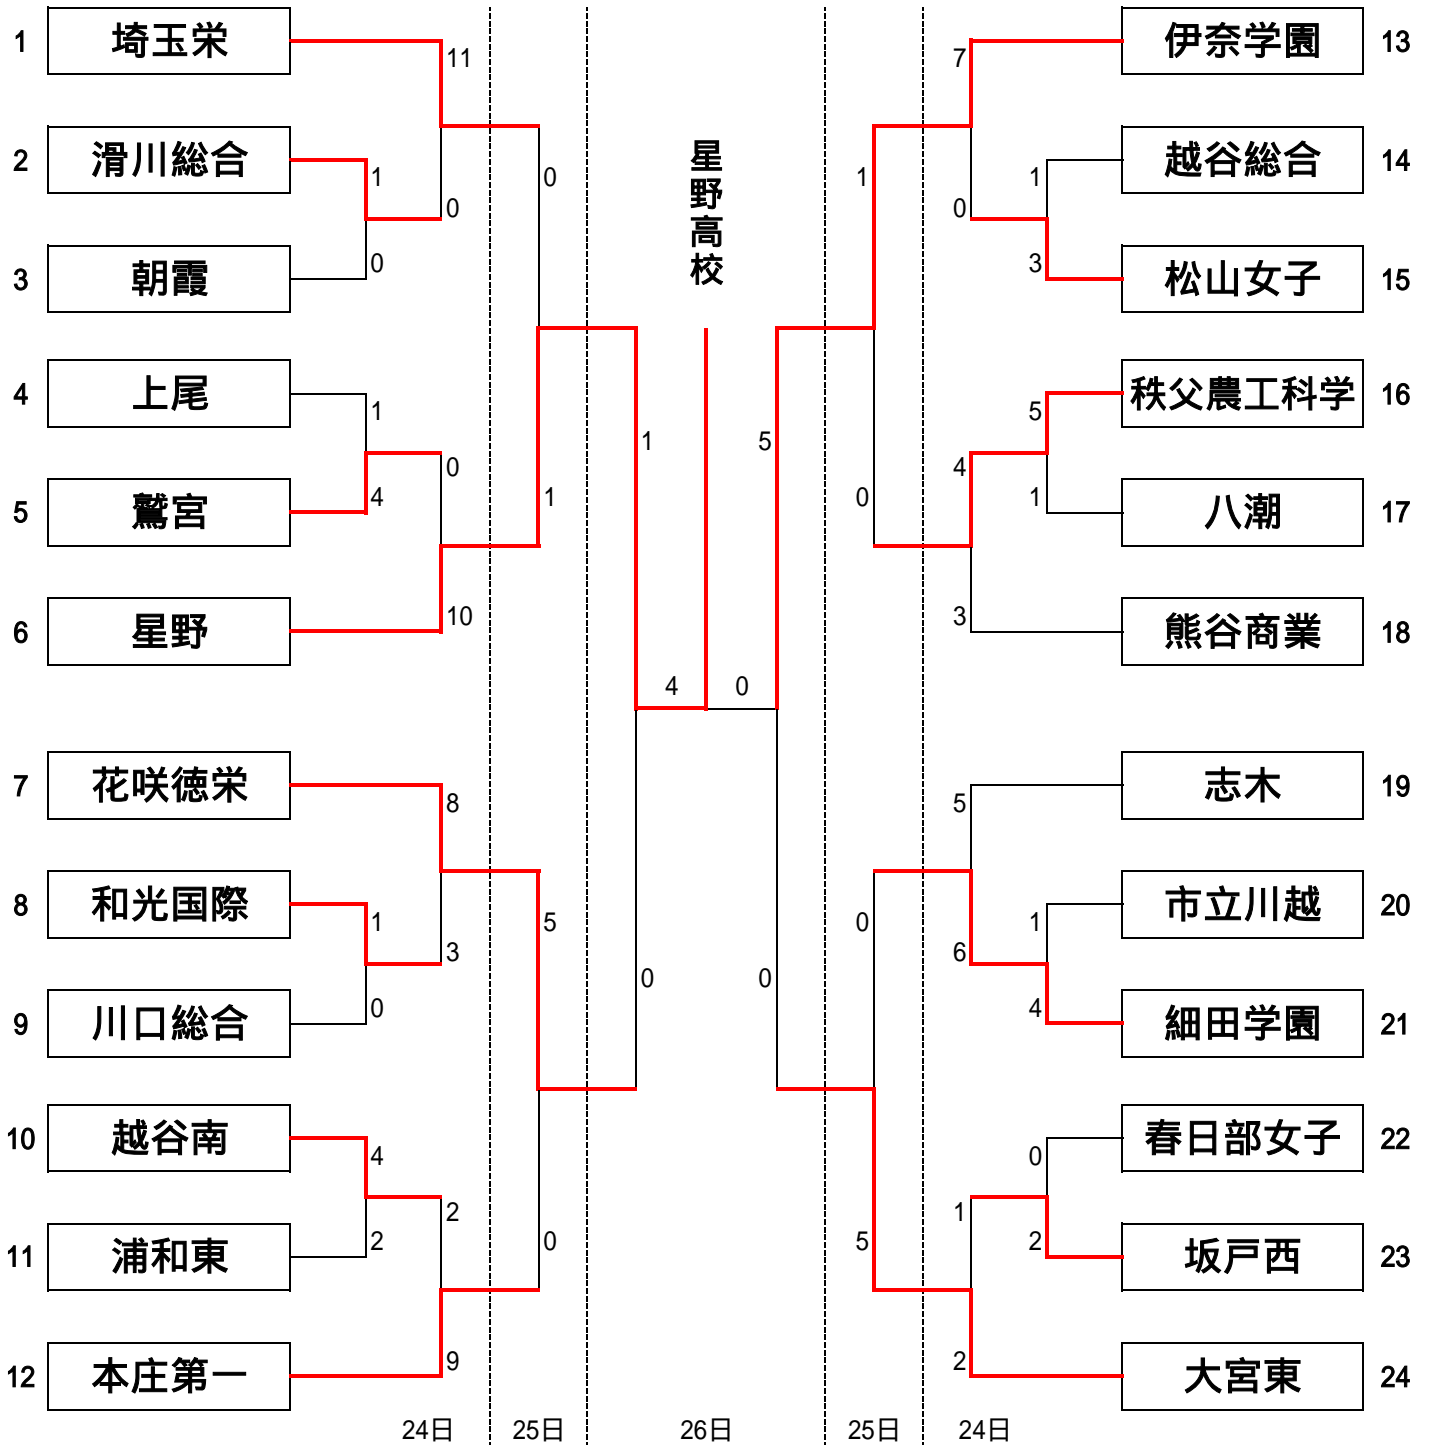 1 埼玉栄
11
2 滑川総合
1
0
3 朝霞
0
0
4 上尾
1
0
5 鷲宮
4
1
6 星野
10
7 花咲徳栄
8
8 和光国際
1
3
5
9 川口総合
0
10 越谷南
4
2
11 浦和東
2
0
12 本庄第一
9
星野高校
1
5
4
0
0
0
伊奈学園 13
7
越谷総合 14
1
1
0
松山女子 15
3
秩父農工科学 16
5
4
八潮 17
1
0
熊谷商業 18
3
志木 19
5
市立川越 20
1
0
6
細田学園 21
4
春日部女子 22
0
1
坂戸西 23
2
5
大宮東 24
2
24日 25日 26日 25日 24日